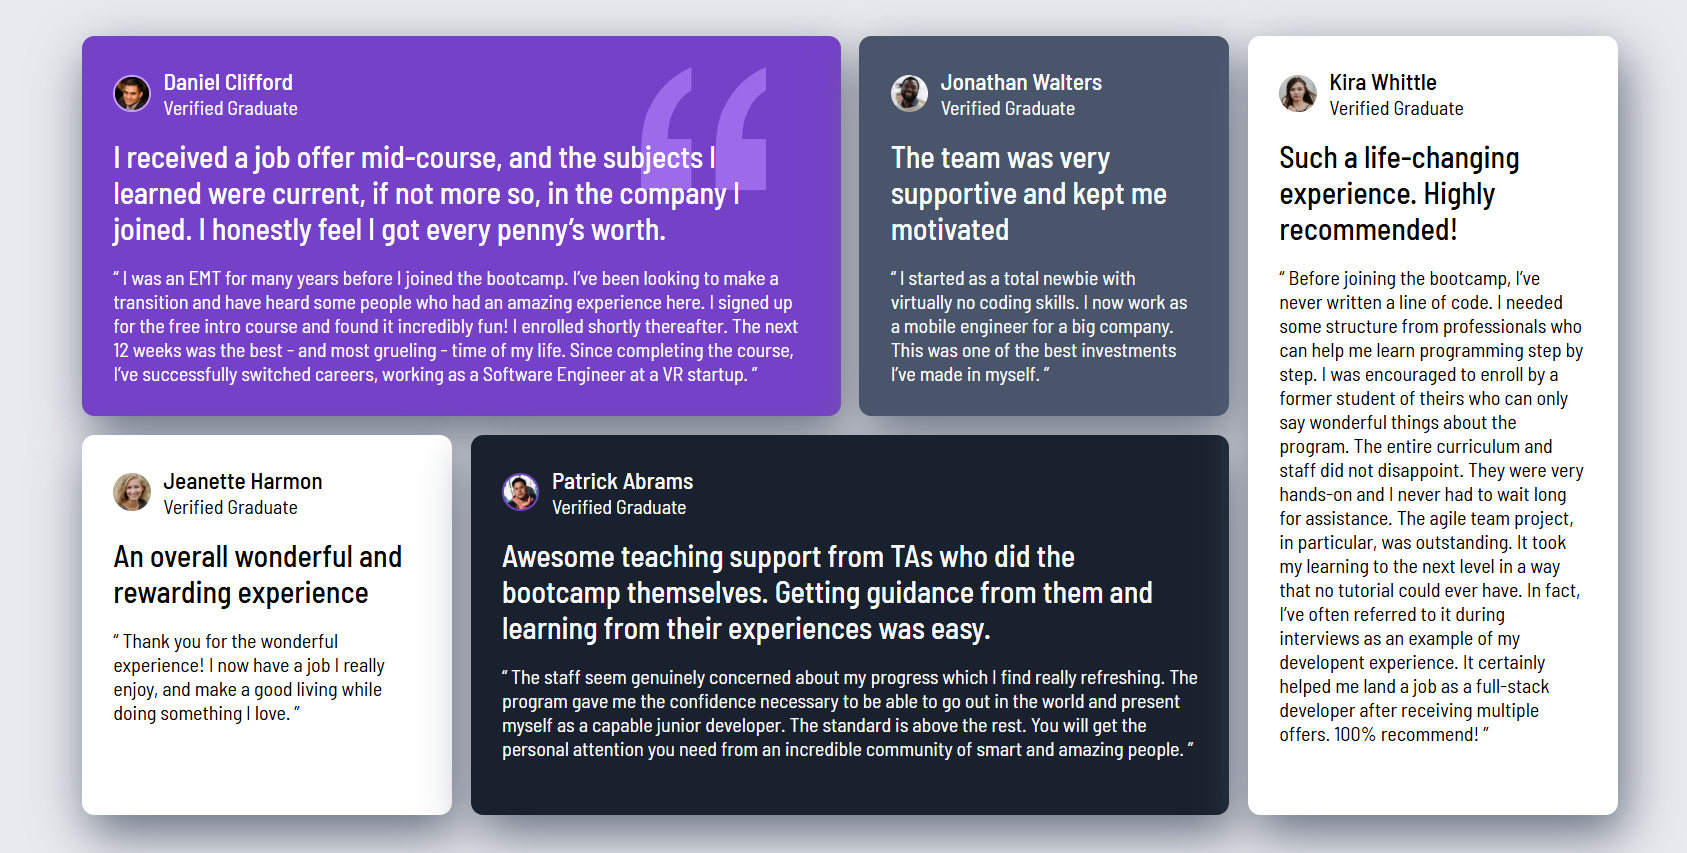 Daniel Clifford
Verified Graduate
I received a job offer mid-course, and the subjects I
learned were current, if not more so, in the company I
joined. I honestly feel I got every penny’s worth.
“ I was an EMT for many years before I joined the bootcamp. I’ve been looking to make a
transition and have heard some people who had an amazing experience here. I signed up
for the free intro course and found it incredibly fun! I enrolled shortly thereafter. The next
12 weeks was the best - and most grueling - time of my life. Since completing the course,
I’ve successfully switched careers, working as a Software Engineer at a VR startup. ”
Jonathan Walters
Verified Graduate
The team was very
supportive and kept me
motivated
“ I started as a total newbie with
virtually no coding skills. I now work as
a mobile engineer for a big company.
This was one of the best investments
I’ve made in myself. ”
Kira Whittle
Verified Graduate
Such a life-changing
experience. Highly
recommended!
“ Before joining the bootcamp, I’ve
never written a line of code. I needed
some structure from professionals who
can help me learn programming step by
step. I was encouraged to enroll by a
former student of theirs who can only
say wonderful things about the
program. The entire curriculum and
staff did not disappoint. They were very
hands-on and I never had to wait long
for assistance. The agile team project,
in particular, was outstanding. It took
my learning to the next level in a way
that no tutorial could ever have. In fact,
I’ve often referred to it during
interviews as an example of my
developent experience. It certainly
helped me land a job as a full-stack
developer after receiving multiple
offers. 100% recommend! ”
Jeanette Harmon
Verified Graduate
An overall wonderful and
rewarding experience
“ Thank you for the wonderful
experience! I now have a job I really
enjoy, and make a good living while
doing something I love. ”
Patrick Abrams
Verified Graduate
Awesome teaching support from TAs who did the
bootcamp themselves. Getting guidance from them and
learning from their experiences was easy.
“ The staff seem genuinely concerned about my progress which I find really refreshing. The
program gave me the confidence necessary to be able to go out in the world and present
myself as a capable junior developer. The standard is above the rest. You will get the
personal attention you need from an incredible community of smart and amazing people. ”